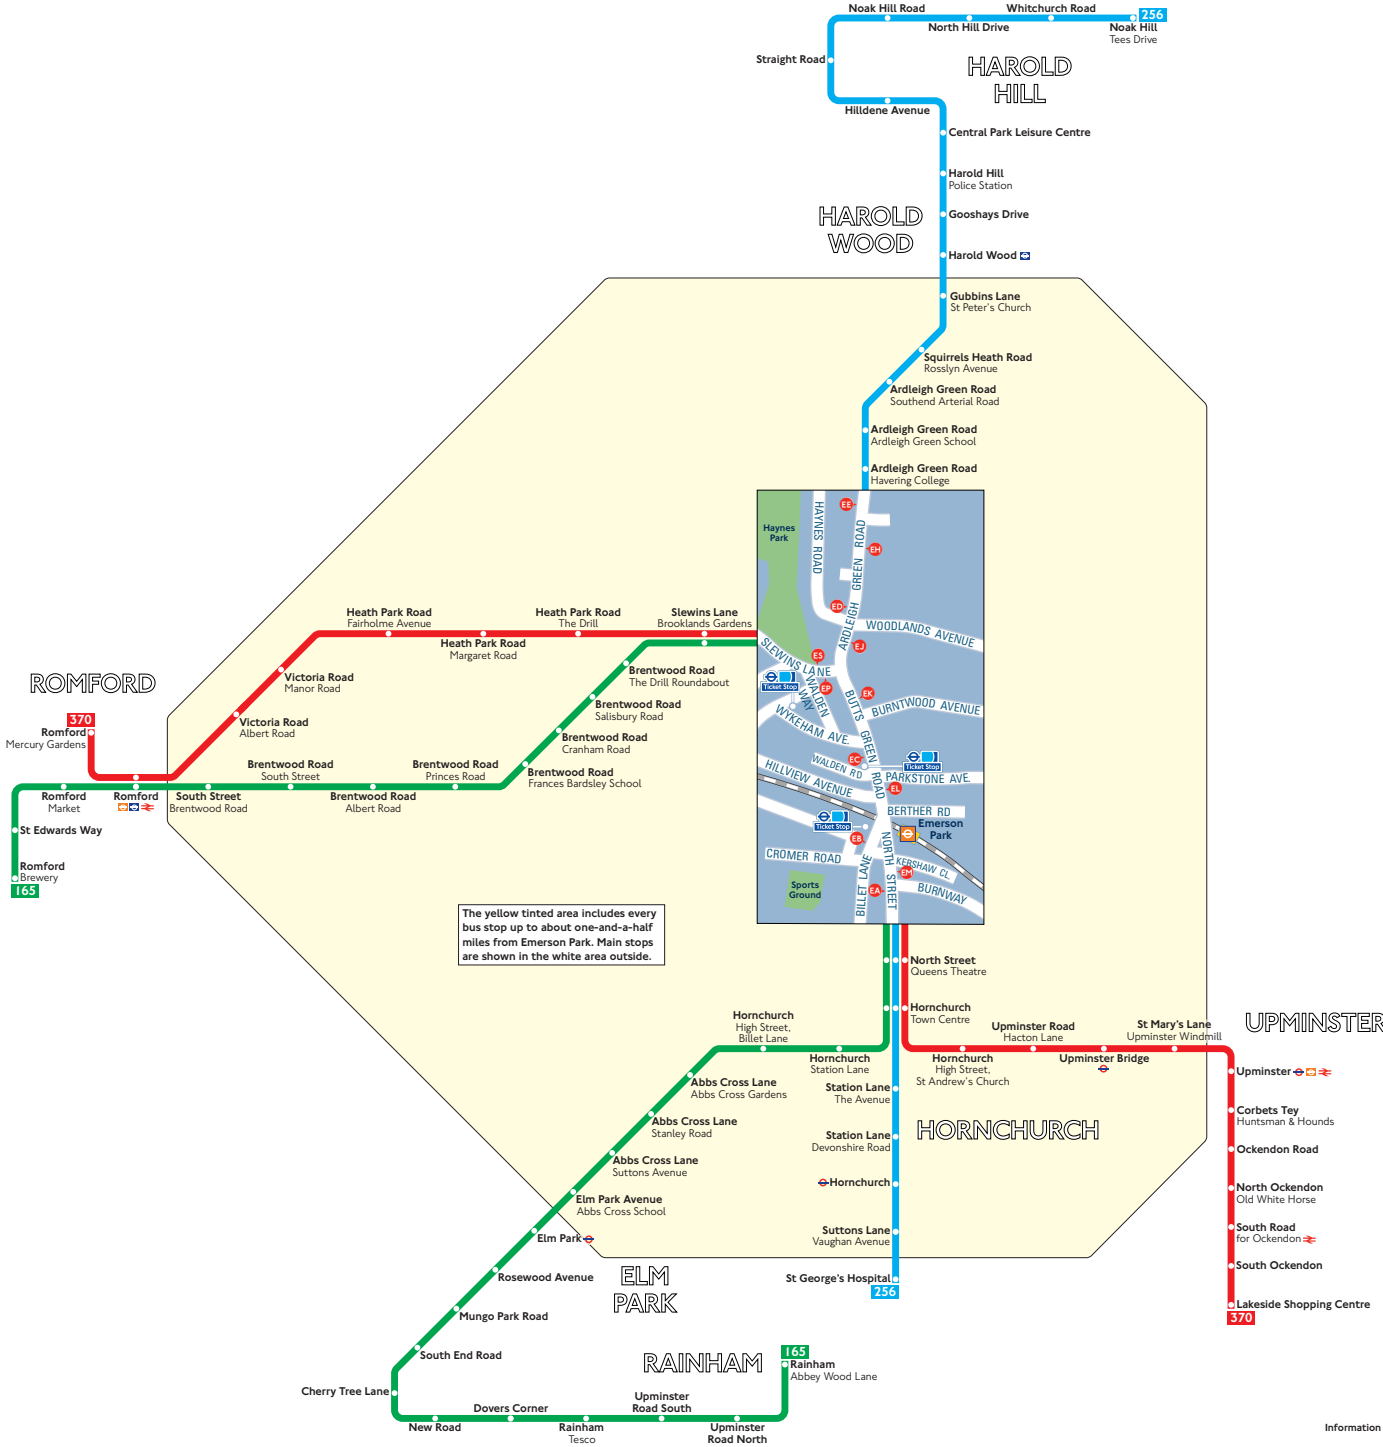 Noak Hill Road
Whitchurch Road
256
North Hill Drive
Noak Hill
Tees Drive
Straight Road
HAROLD
HILL
Hilldene Avenue
Central Park Leisure Centre
Harold Hill
Police Station
HAROLD
WOOD
Gooshays Drive
Harold Wood
Gubbins Lane
St Peter's Church
Squirrels Heath Road
Rosslyn Avenue
Ardleigh Green Road
Southend Arterial Road
Ardleigh Green Road
Ardleigh Green School
Ardleigh Green Road
Havering College
Haynes
Park
HAYNES ROAD
ARDLEIGH GREEN ROAD
EE
EH
ED
WOODLANDS AVENUE
EJ
ES
SLEWINS LANE
Ticket Stop
EP
WALDEN
WAY
EK
BURNTWOOD AVENUE
BUTTS GREEN ROAD
WYKEHAM AVE.
EC
WALDEN RD
Ticket Stop
PARKSTONE AVE.
HILLVIEW AVENUE
EL
BERTHER RD
Ticket Stop
Emerson
Park
EB
CROMER ROAD
NORTH STREET
KERSHAW CL.
EM
BILLET LANE
EA
BURNWAY
Sports
Ground
Heath Park Road
Fairholme Avenue
Heath Park Road
The Drill
Slewins Lane
Brooklands Gardens
Heath Park Road
Margaret Road
Victoria Road
Manor Road
Brentwood Road
The Drill Roundabout
ROMFORD
Brentwood Road
Salisbury Road
370
Romford
Mercury Gardens
Victoria Road
Albert Road
Brentwood Road
Cranham Road
Brentwood Road
South Street
Brentwood Road
Princes Road
Brentwood Road
Frances Bardsley School
Romford
Market
Romford
South Street
Brentwood Road
Brentwood Road
Albert Road
St Edwards Way
Romford
Brewery
165
The yellow tinted area includes every
bus stop up to about one-and-a-half
miles from Emerson Park. Main stops
are shown in the white area outside.
North Street
Queens Theatre
Hornchurch
Town Centre
Hornchurch
High Street,
Billet Lane
Hornchurch
Station Lane
Hornchurch
High Street,
St Andrew's Church
Upminster Road
Hacton Lane
Upminster Bridge
St Mary's Lane
Upminster Windmill
UPMINSTER
Upminster
Abbs Cross Lane
Abbs Cross Gardens
Station Lane
The Avenue
Abbs Cross Lane
Stanley Road
Corbets Tey
Huntsman & Hounds
Station Lane
Devonshire Road
HORNCHURCH
Ockendon Road
Abbs Cross Lane
Suttons Avenue
Hornchurch
North Ockendon
Old White Horse
Elm Park Avenue
Abbs Cross School
Suttons Lane
Vaughan Avenue
South Road
for Ockendon
Elm Park
South Ockendon
Rosewood Avenue
ELM
PARK
St George's Hospital
256
Mungo Park Road
Lakeside Shopping Centre
370
South End Road
RAINHAM
165
Rainham
Abbey Wood Lane
Cherry Tree Lane
New Road
Dovers Corner
Rainham
Tesco
Upminster
Road South
Upminster
Road North
Information